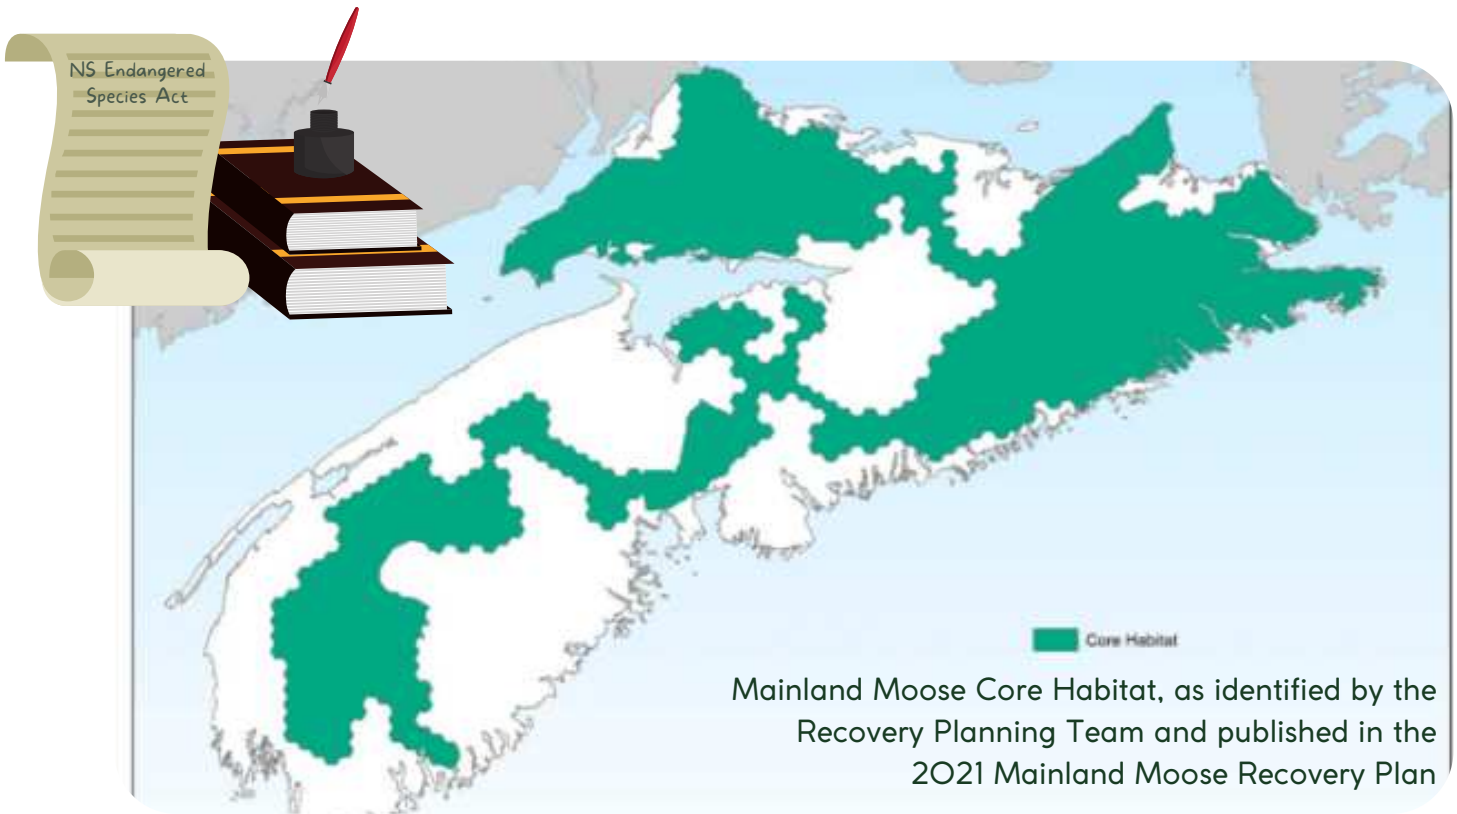 NS Endangered
Species Act
Core Habitat
Mainland Moose Core Habitat, as identified by the
Recovery Planning Team and published in the
2021 Mainland Moose Recovery Plan